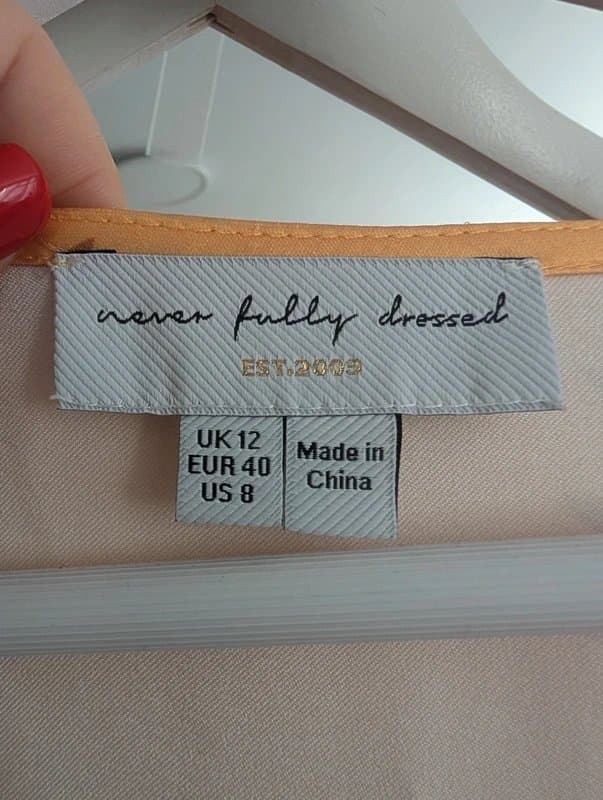 never fully dressed
EST.2009
UK 12
EUR 40
US 8
Made in
China